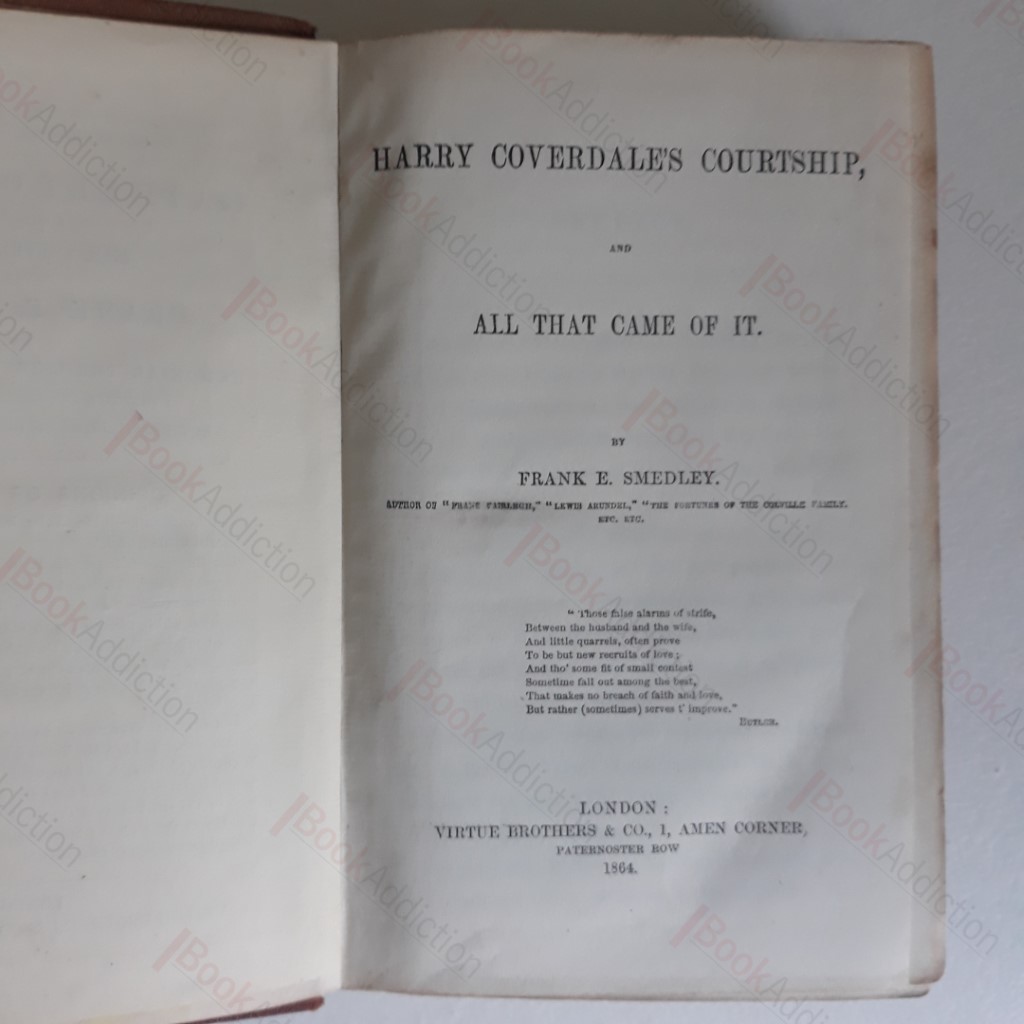 HARRY COVERDALE'S COURTSHIP,
AND
ALL THAT CAME OF IT.
BY
FRANK E. SMEDLEY.
AUTHOR OF "FRANK FAIRLEGH," "LEWIS ARUNDEL," "THE FORTUNES OF THE COLVILLE FAMILY.
ETC. ETC.
"Those false alarms of strife,
Between the husband and the wife,
And little quarrels, often prove
To be but new recruits of love;
And tho' some fit of small contest
Sometime fall out among the best,
That makes no breach of faith and love,
But rather (sometimes) serves t' improve."
BUTLER.
LONDON:
VIRTUE BROTHERS & CO., 1, AMEN CORNER,
PATERNOSTER ROW
1864.
BookAddiction